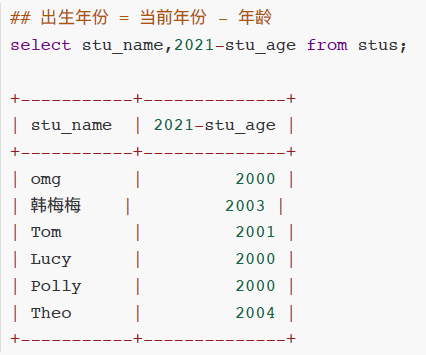 ## 出生年份 = 当前年份 - 年龄
select stu_name,2021-stu_age from stus;
+-----------+--------------+
| stu_name  | 2021-stu_age |
+-----------+--------------+
| omg       |         2000 |
| 韩梅梅    |         2003 |
| Tom       |         2001 |
| Lucy      |         2000 |
| Polly     |         2000 |
| Theo      |         2004 |
+-----------+--------------+